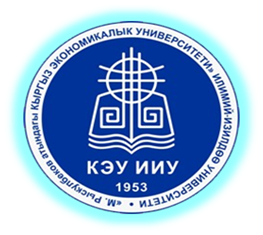 «М. Рыскулбеков атындагы КЫРГЫЗ ЭКОНОМИКАЛЫК УНИВЕРСИТЕТИ» ИЛИМИЙ-ИЗИЛДӨӨ УНИВЕРСИТЕТИ
КЭУ ИИУ
1953